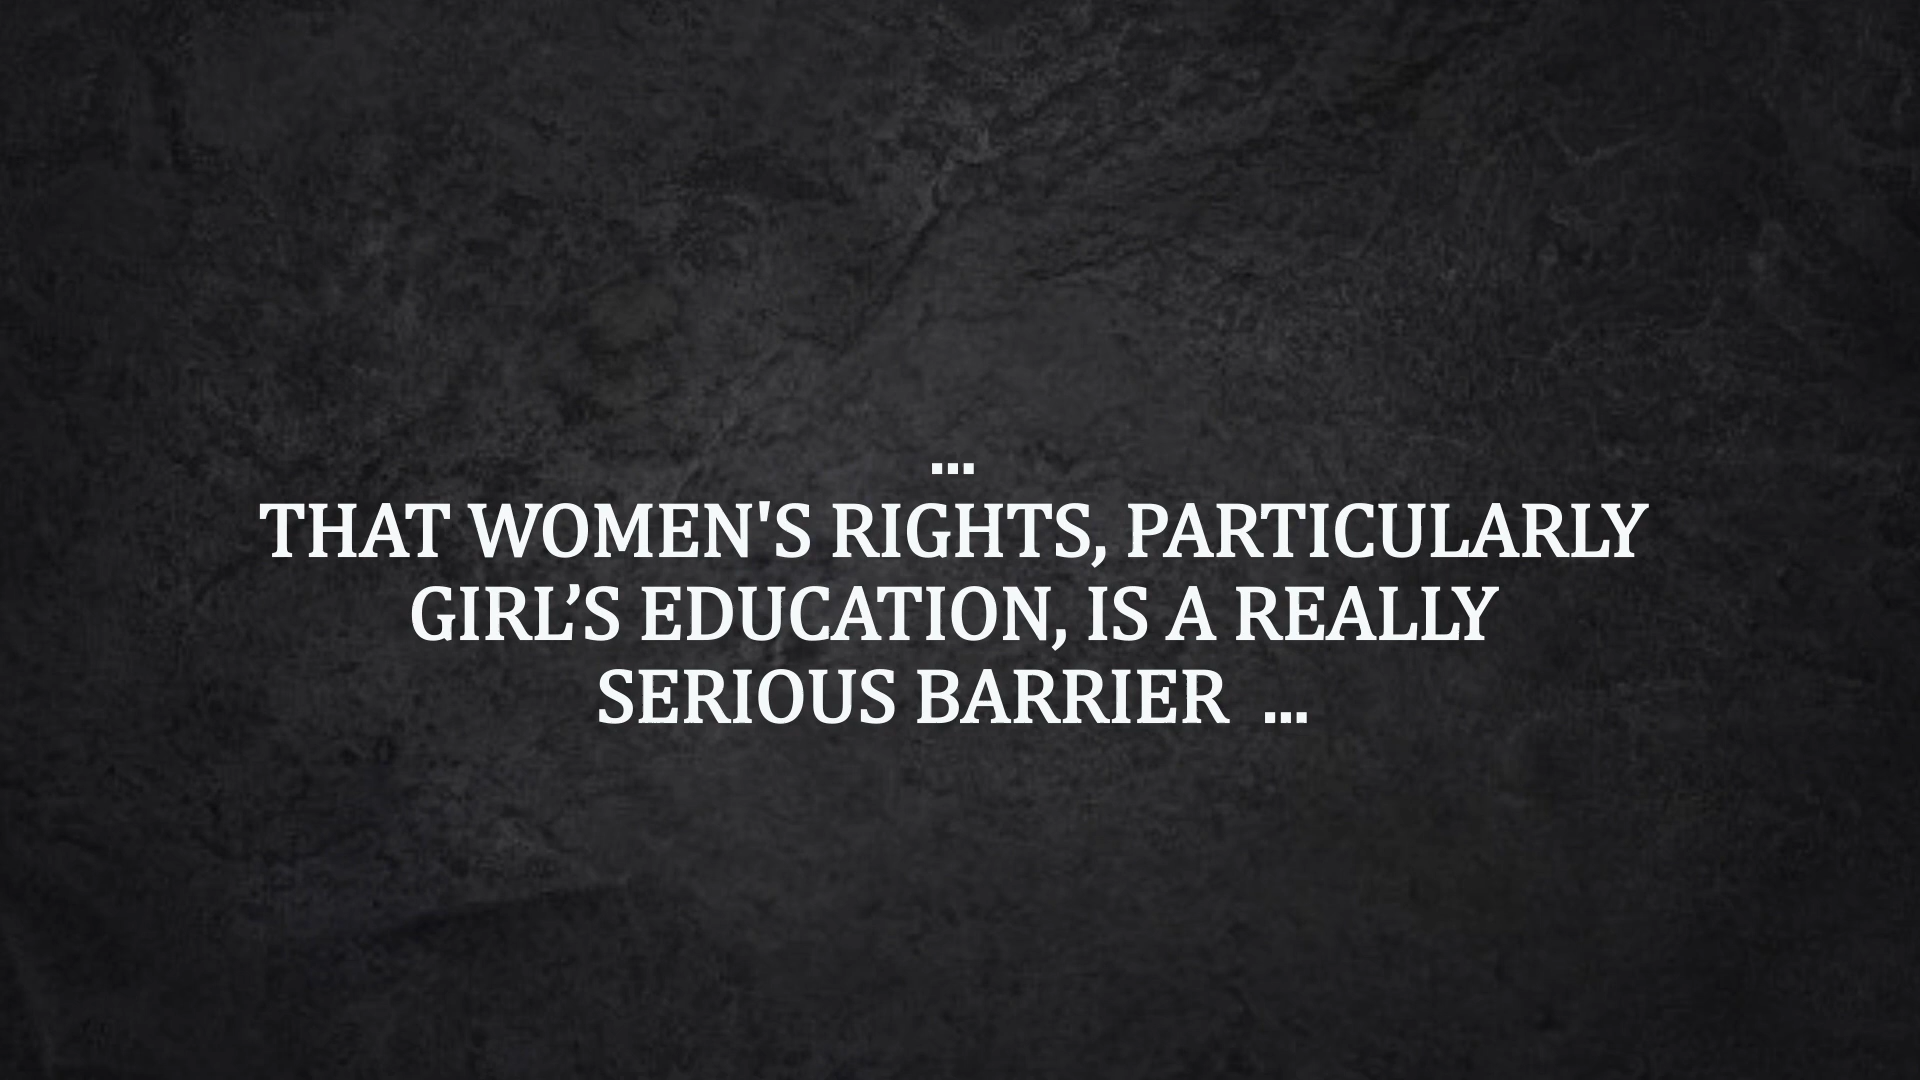 ...
THAT WOMEN'S RIGHTS, PARTICULARLY
GIRL’S EDUCATION, IS A REALLY
SERIOUS BARRIER  ...